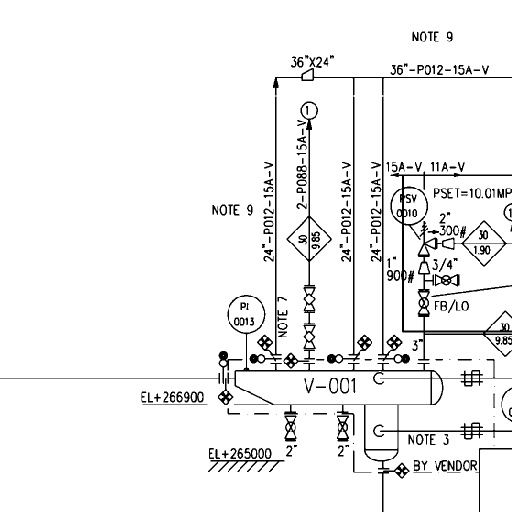 NOTE 9
36"X24"
36"-P012-15A-V
1
15A-V
11A-V
24"-P012-15A-V
2-P088-15A-V
24"-P012-15A-V
24"-P012-15A-V
PSV
0010
PSET=10.01MP
NOTE 9
2"
300#
30
9.85
30
1.90
1"
900#
3/4"
FB/LO
PI
0013
NOTE 7
30
9.85
3"
V-001
EL+266900
NOTE 3
EL+265000
2"
2"
BY VENDOR